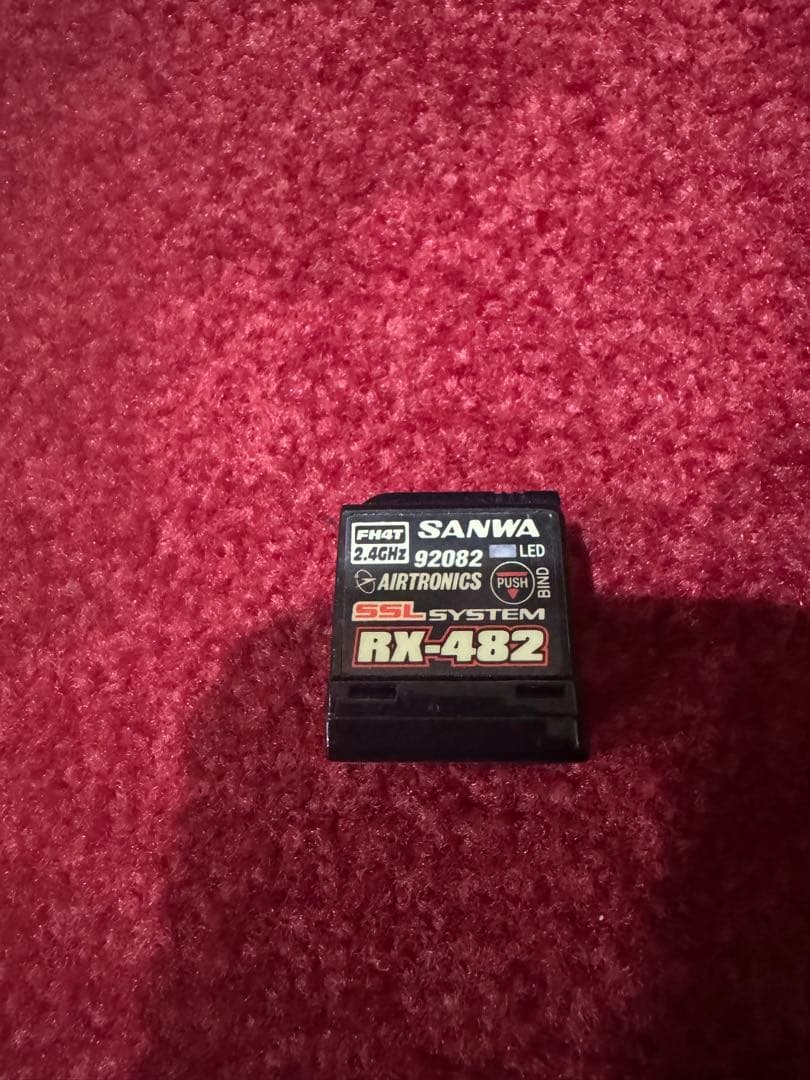 FH4T SANWA
2.4GHz 92082 LED
AIRTRONICS PUSH BIND
SSL SYSTEM
RX-482